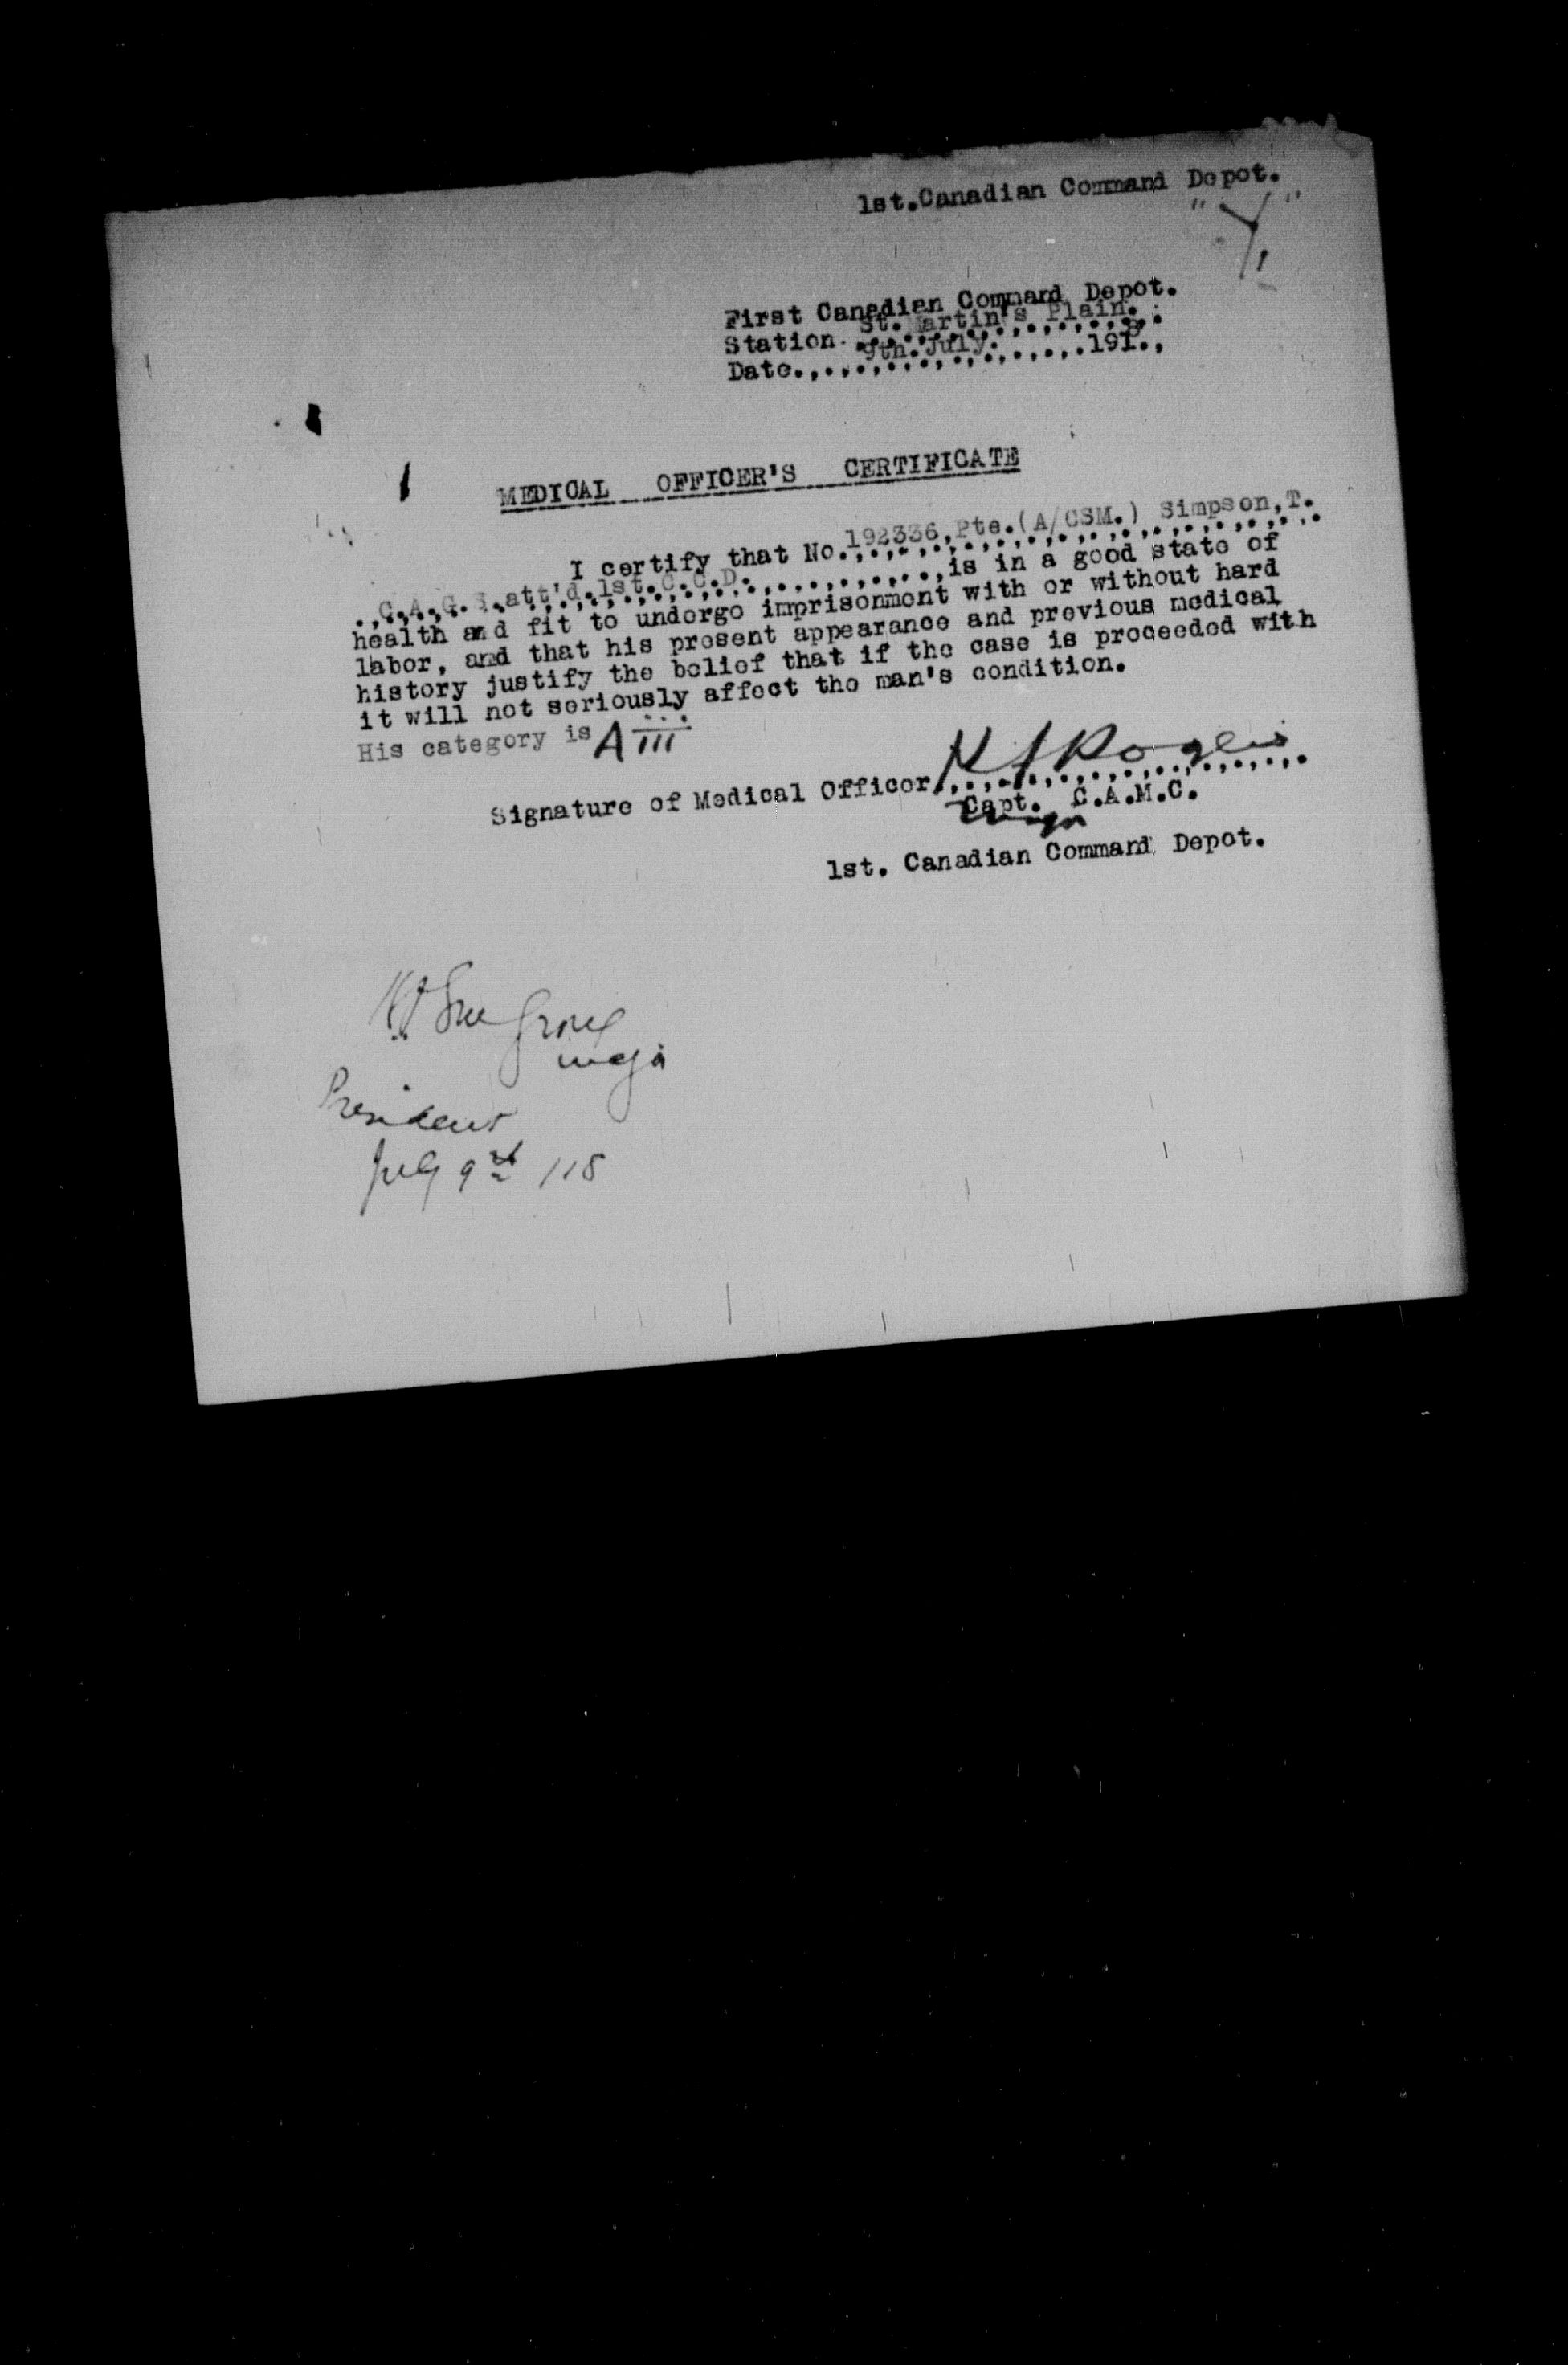 1st.Canadian Command Depot.
"Y"
First Canadian Command Depot.
Station St. Martin's Plain.
Date 9th. July. 1918.
MEDICAL OFFICER'S CERTIFICATE
I certify that No. 192336, Pte.(A/CSM.) Simpson,T.
C.A.G.S. att'd.1st.C.C.D. is in a good state of
health and fit to undergo imprisonment with or without hard
labor, and that his present appearance and previous medical
history justify the belief that if the case is proceeded with
it will not seriously affect the man's condition.
His category is A III
Signature of Medical Officer Rogers
Capt. C.A.M.C.
1st. Canadian Command Depot.
Major
President
July 9th /18